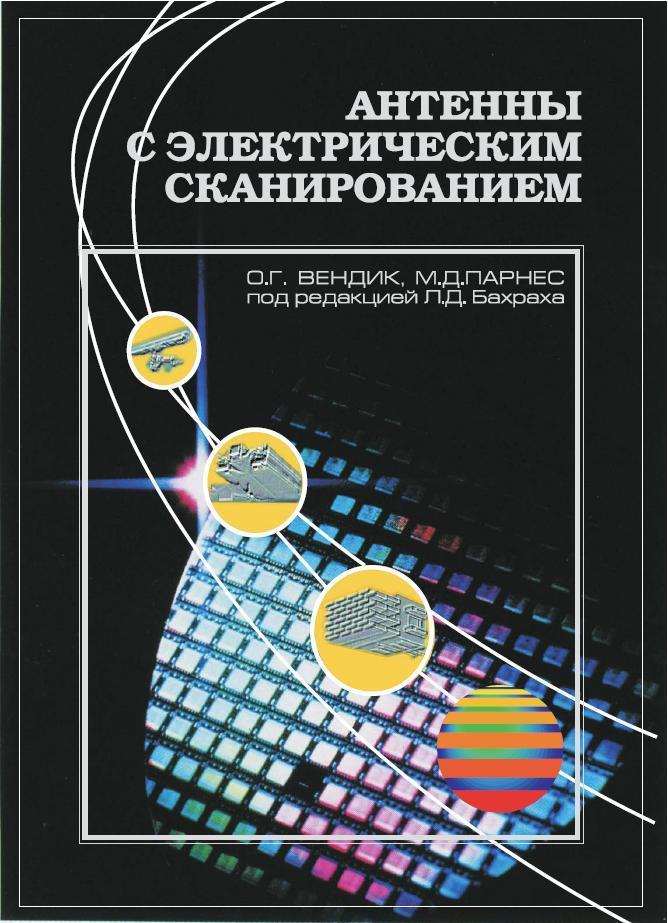 АНТЕННЫ
С ЭЛЕКТРИЧЕСКИМ
СКАНИРОВАНИЕМ
О.Г. ВЕНДИК, М.Д.ПАРНЕС
под редакцией Л.Д. Бахраха